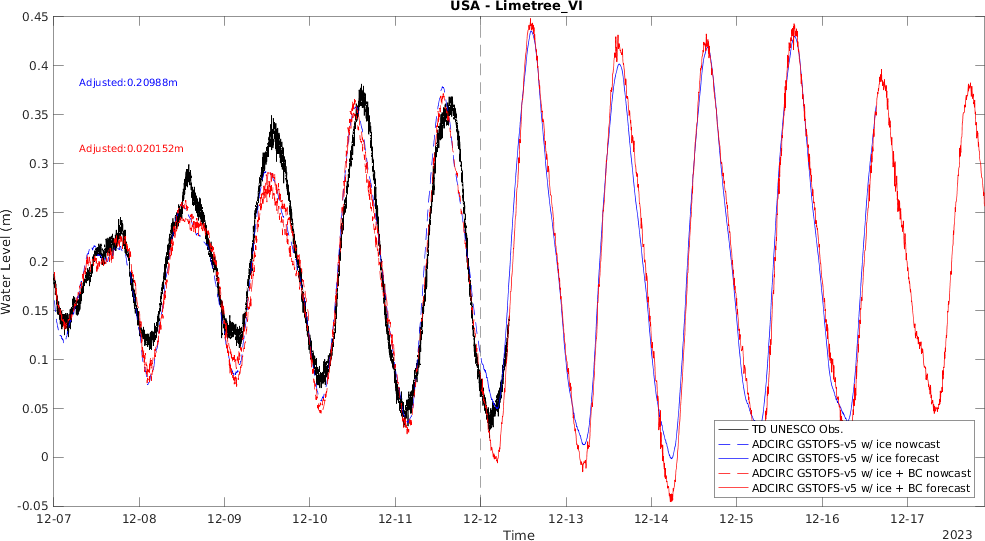 USA - Limetree_VI
0.45
0.4
0.35
0.3
0.25
0.2
0.15
0.1
0.05
0
-0.05
Water Level (m)
Adjusted:0.20988m
Adjusted:0.020152m
TD UNESCO Obs.
ADCIRC GSTOFS-v5 w/ ice nowcast
ADCIRC GSTOFS-v5 w/ ice forecast
ADCIRC GSTOFS-v5 w/ ice + BC nowcast
ADCIRC GSTOFS-v5 w/ ice + BC forecast
12-07 12-08 12-09 12-10 12-11 12-12 12-13 12-14 12-15 12-16 12-17
Time
2023